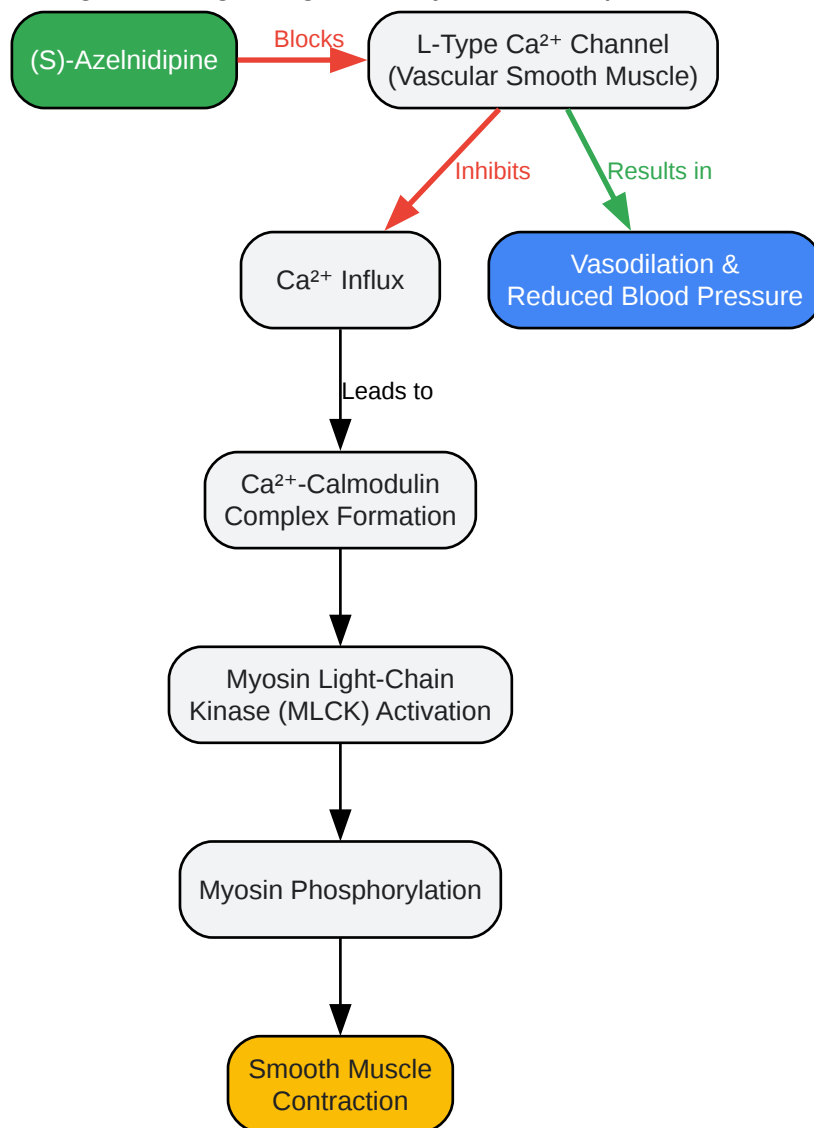 Blocks
(S)-Azelnidipine
L-Type Ca²⁺ Channel
(Vascular Smooth Muscle)
Inhibits
Results in
Ca²⁺ Influx
Vasodilation &
Reduced Blood Pressure
Leads to
Ca²⁺-Calmodulin
Complex Formation
Myosin Light-Chain
Kinase (MLCK) Activation
Myosin Phosphorylation
Smooth Muscle
Contraction